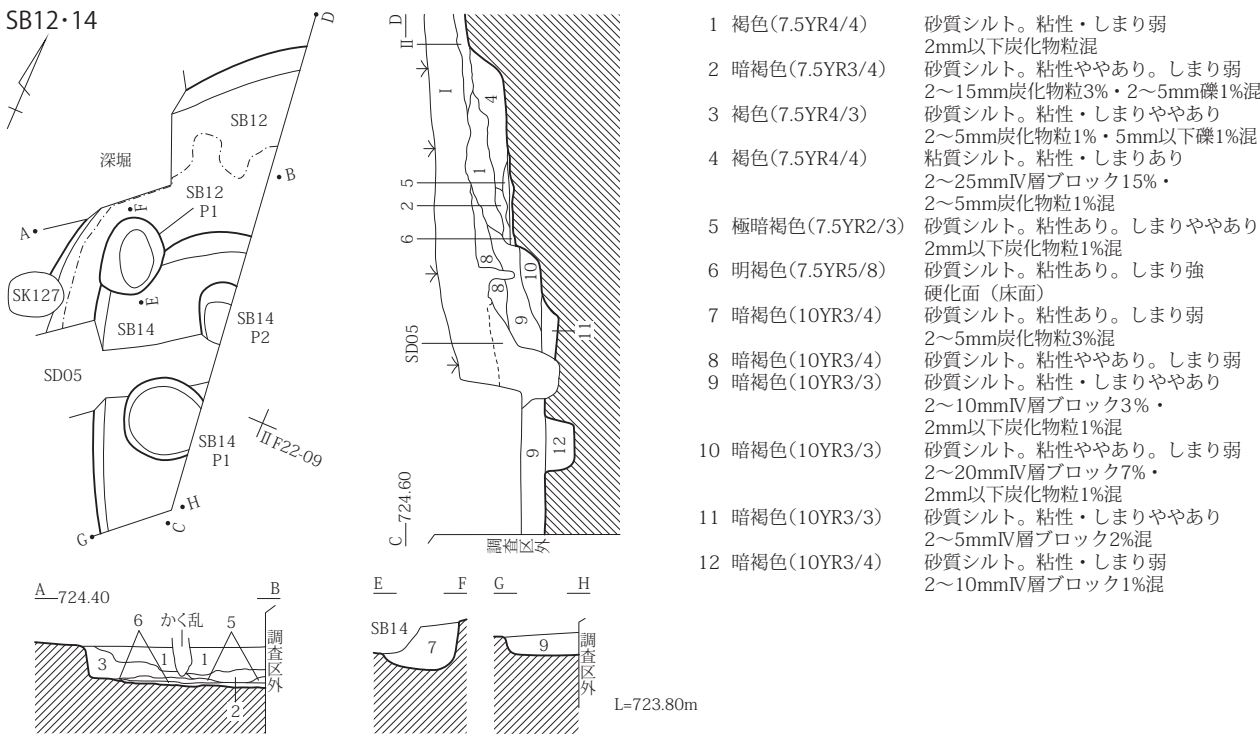 SB12・14
D
SB12
深堀
B
SB12
P1
F
A
SK127
E
SB14
SB14
P2
SD05
SB14
P1
ⅡF22-09
H
C
G
D
Ⅱ
Ⅰ
4
1
5
2
6
8
10
8
9
11
SD05
12
9
C 724.60
調査区外
A 724.40
B
6
かく乱
5
3
1
1
2
調査区外
E
F
SB14
7
G
H
9
調査区外
L=723.80m
1 褐色(7.5YR4/4) 砂質シルト。粘性・しまり弱
2mm以下炭化物粒混
2 暗褐色(7.5YR3/4) 砂質シルト。粘性ややあり。しまり弱
2～15mm炭化物粒3%・2～5mm礫1%混
3 褐色(7.5YR4/3) 砂質シルト。粘性・しまりややあり
2～5mm炭化物粒1%・5mm以下礫1%混
4 褐色(7.5YR4/4) 粘質シルト。粘性・しまりあり
2～25mmⅣ層ブロック15%・
2～5mm炭化物粒1%混
5 極暗褐色(7.5YR2/3) 砂質シルト。粘性あり。しまりややあり
2mm以下炭化物粒1%混
6 明褐色(7.5YR5/8) 砂質シルト。粘性あり。しまり強
硬化面（床面）
7 暗褐色(10YR3/4) 砂質シルト。粘性あり。しまり弱
2～5mm炭化物粒3%混
8 暗褐色(10YR3/4) 砂質シルト。粘性ややあり。しまり弱
9 暗褐色(10YR3/3) 砂質シルト。粘性・しまりややあり
2～10mmⅣ層ブロック3%・
2mm以下炭化物粒1%混
10 暗褐色(10YR3/3) 砂質シルト。粘性ややあり。しまり弱
2～20mmⅣ層ブロック7%・
2mm以下炭化物粒1%混
11 暗褐色(10YR3/3) 砂質シルト。粘性・しまりややあり
2～5mmⅣ層ブロック2%混
12 暗褐色(10YR3/4) 砂質シルト。粘性・しまり弱
2～10mmⅣ層ブロック1%混